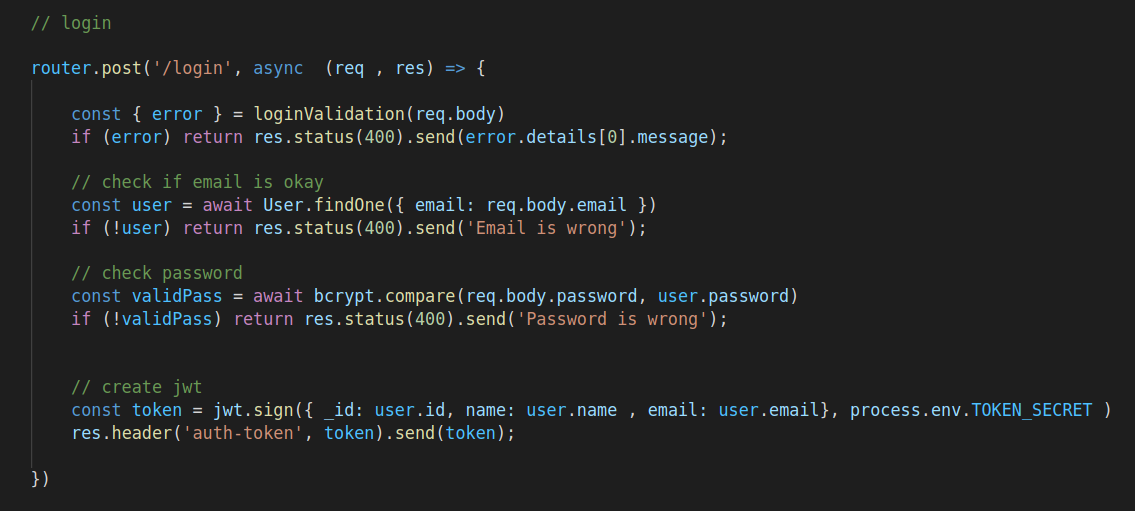 // login
router.post('/login', async  (req , res) => {
const { error } = loginValidation(req.body)
if (error) return res.status(400).send(error.details[0].message);
// check if email is okay
const user = await User.findOne({ email: req.body.email })
if (!user) return res.status(400).send('Email is wrong');
// check password
const validPass = await bcrypt.compare(req.body.password, user.password)
if (!validPass) return res.status(400).send('Password is wrong');
// create jwt
const token = jwt.sign({ _id: user.id, name: user.name , email: user.email}, process.env.TOKEN_SECRET )
res.header('auth-token', token).send(token);
})